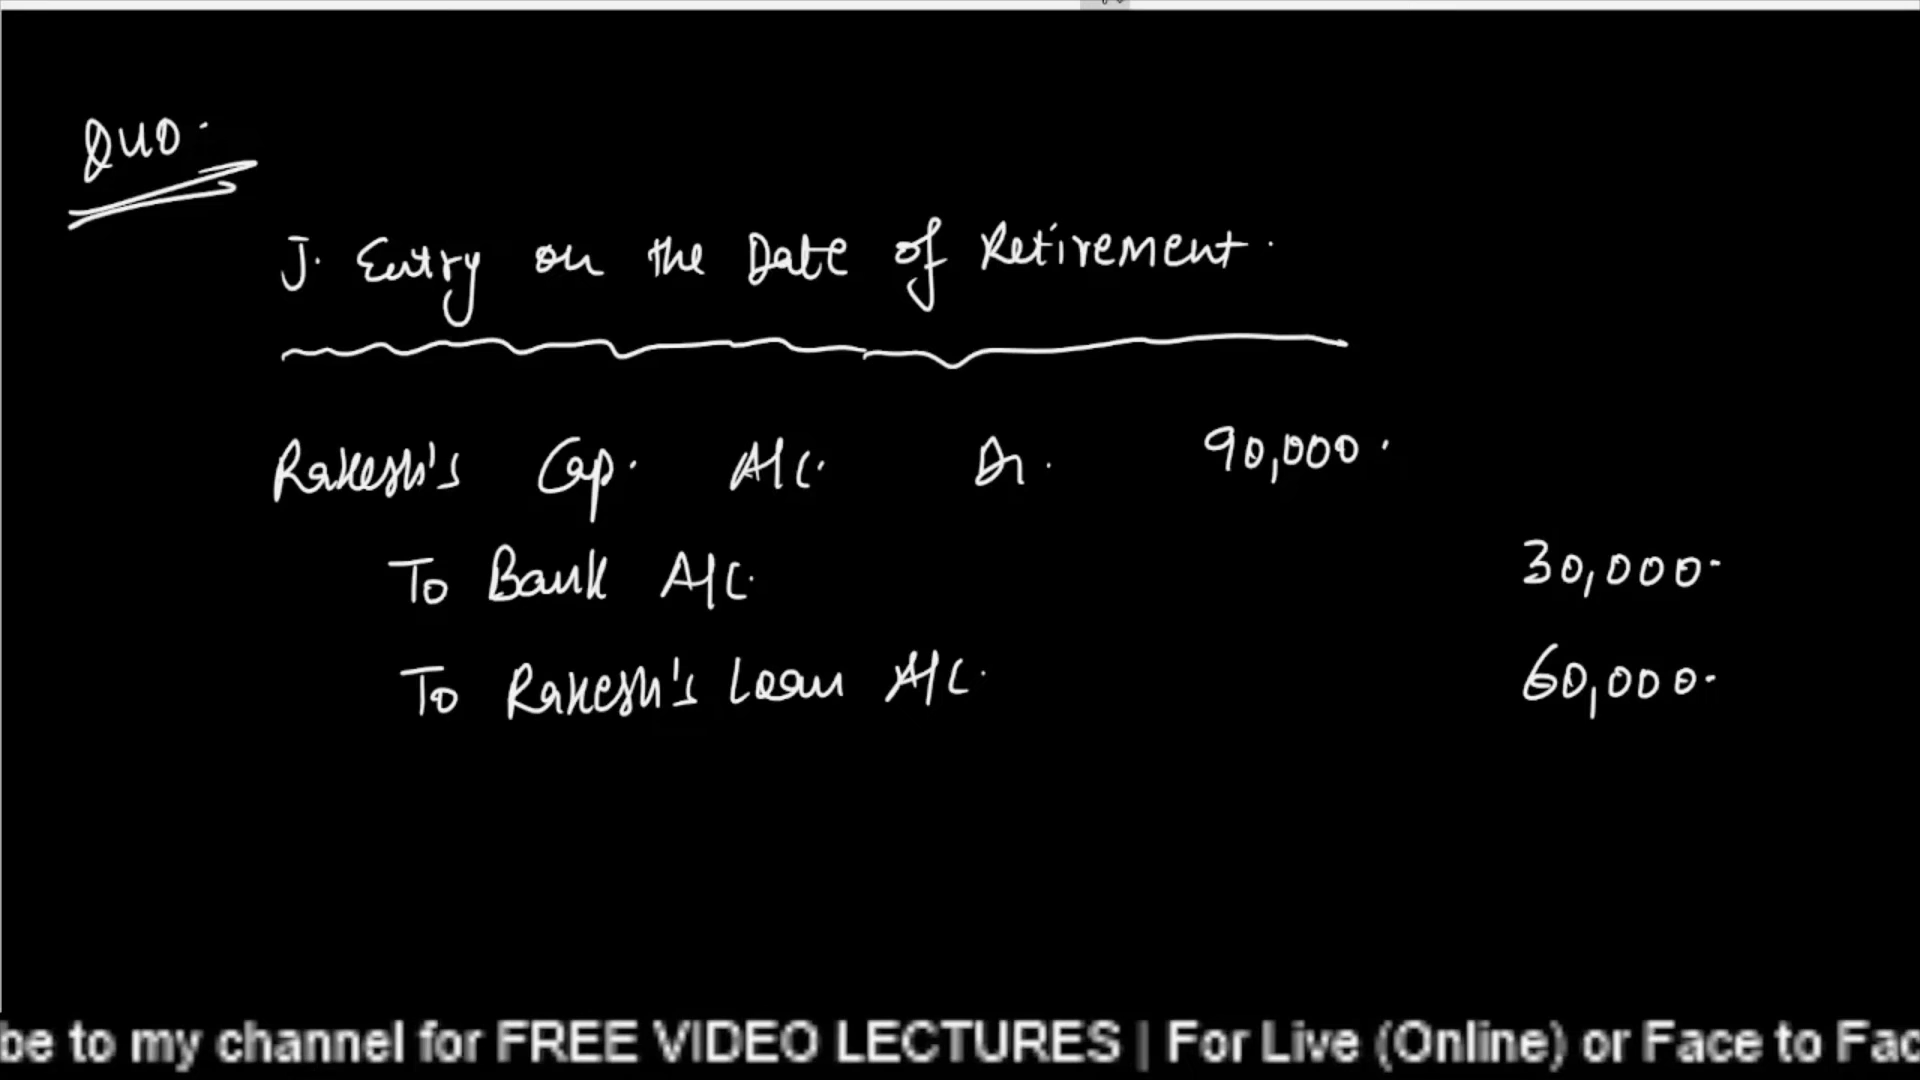 QUO.
J. Entry on the Date of Retirement.
Rakesh's Cap. A/c. Dr. 90,000.
To Bank A/c. 30,000.
To Rakesh's Loan A/c. 60,000.
be to my channel for FREE VIDEO LECTURES | For Live (Online) or Face to Fac